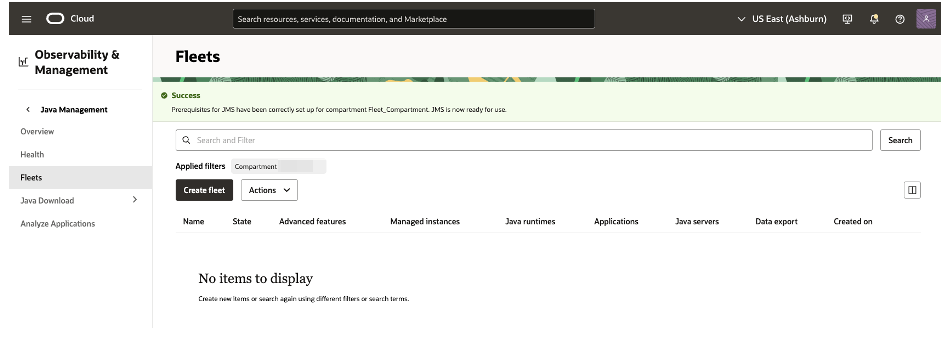 Cloud
Search resources, services, documentation, and Marketplace
US East (Ashburn)
Observability &
Management
Java Management
Overview
Health
Fleets
Java Download
Analyze Applications
Fleets
Success
Prerequisites for JMS have been correctly set up for compartment Fleet_Compartment. JMS is now ready for use.
Search and Filter
Search
Applied filters
Compartment
Create fleet
Actions
Name State Advanced features Managed instances Java runtimes Applications Java servers Data export Created on
No items to display
Create new items or search again using different filters or search terms.